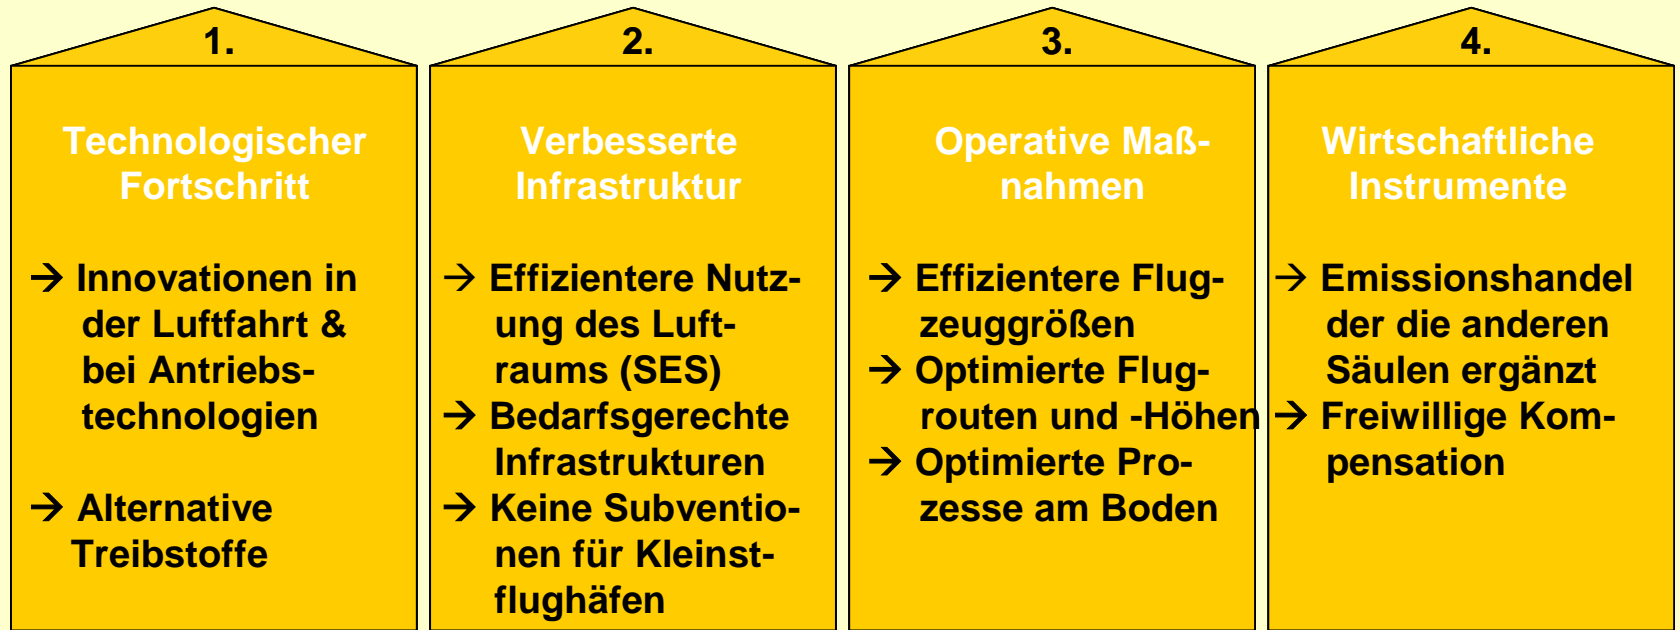 1.
Technologischer
Fortschritt
→ Innovationen in
der Luftfahrt &
bei Antriebs-
technologien
→ Alternative
Treibstoffe
2.
Verbesserte
Infrastruktur
→ Effizientere Nutz-
ung des Luft-
raums (SES)
→ Bedarfsgerechte
Infrastrukturen
→ Keine Subventio-
nen für Kleinst-
flughäfen
3.
Operative Maß-
nahmen
→ Effizientere Flug-
zeuggrößen
→ Optimierte Flug-
routen und -Höhen
→ Optimierte Pro-
zesse am Boden
4.
Wirtschaftliche
Instrumente
→ Emissionshandel
der die anderen
Säulen ergänzt
→ Freiwillige Kom-
pensation